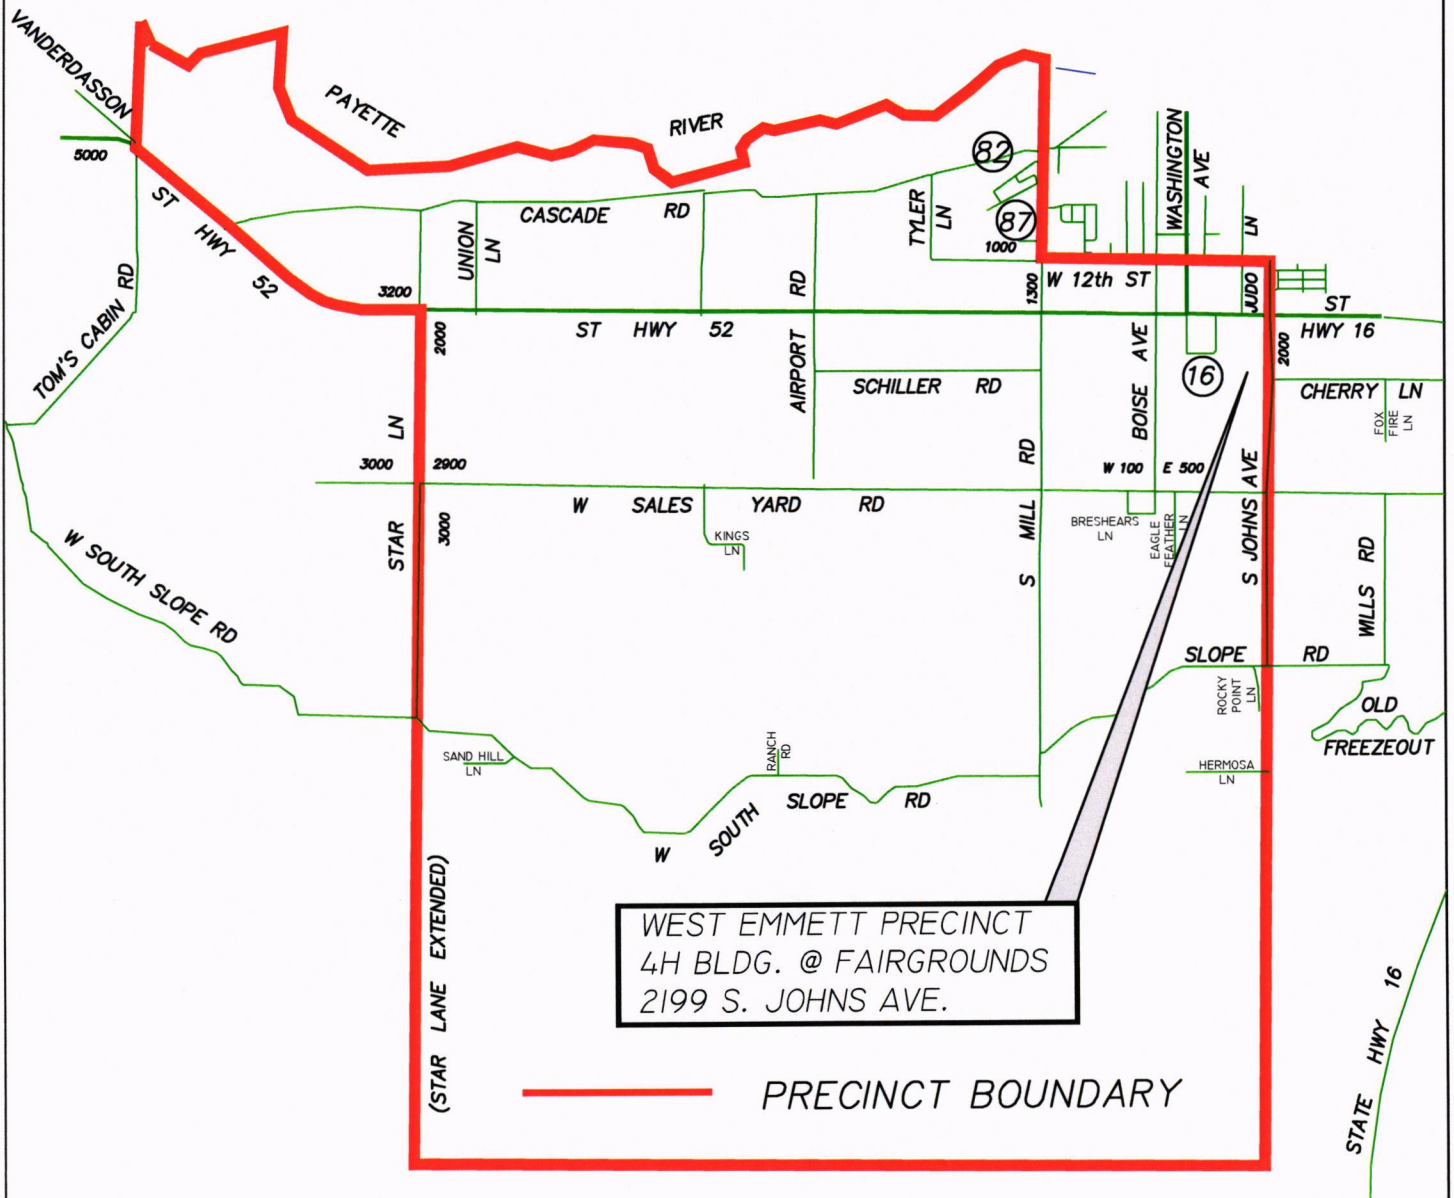 VANDERDASSON
PAYETTE RIVER
5000
82
WASHINGTON AVE
ST HWY 52
CASCADE RD
UNION LN
TYLER LN
87
1000
JUDO LN
TOM'S CABIN RD
3200
AIRPORT RD
1300
W 12th ST
ST HWY 16
2000
ST HWY 52
BOISE AVE
2000
SCHILLER RD
16
CHERRY LN
FOX FIRE LN
STAR LN
3000
2900
W 100
E 500
3000
W SALES YARD RD
KINGS LN
S MILL RD
BRESHEARS LN
EAGLE FEATHER LN
S JOHNS AVE
WILLS RD
W SOUTH SLOPE RD
SLOPE RD
ROCKY POINT LN
OLD FREEZEOUT
SAND HILL LN
RANCH RD
HERMOSA LN
W SOUTH SLOPE RD
(STAR LANE EXTENDED)
WEST EMMETT PRECINCT
4H BLDG. @ FAIRGROUNDS
2199 S. JOHNS AVE.
STATE HWY 16
PRECINCT BOUNDARY